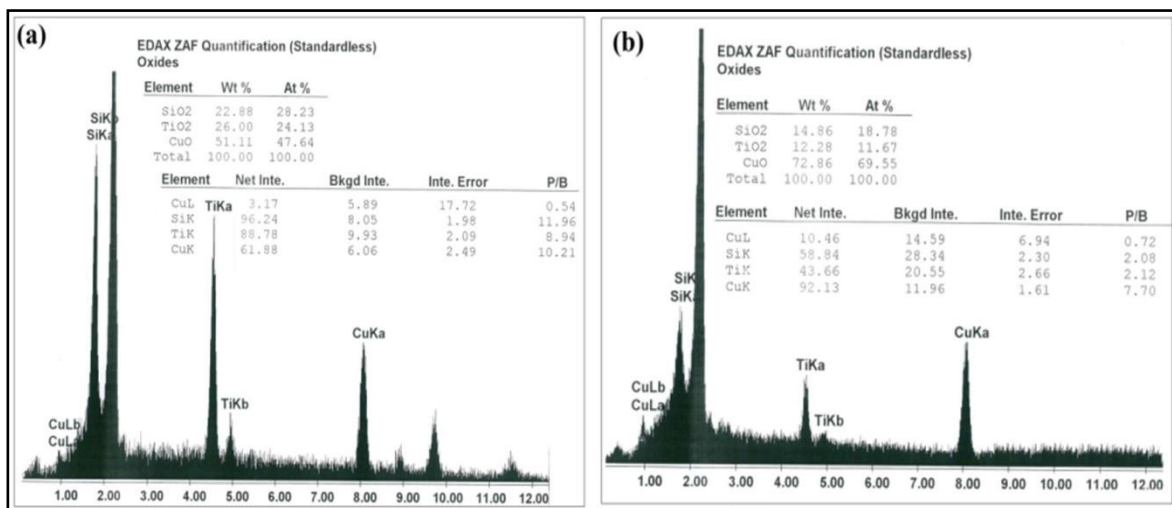 (a)
EDAX ZAF Quantification (Standardless)
Oxides
Element Wt % At %
SiO2 22.88 28.23
TiO2 26.00 24.13
CuO 51.11 47.64
Total 100.00 100.00
Element Net Inte. Bkgd Inte. Inte. Error P/B
CuL 3.17 5.89 17.72 0.54
SiK 96.24 8.05 1.98 11.96
TiK 88.78 9.93 2.09 8.94
CuK 61.88 6.06 2.49 10.21
SiKb
SiKa
TiKa
CuKa
TiKb
CuLb
CuLa
1.00 2.00 3.00 4.00 5.00 6.00 7.00 8.00 9.00 10.00 11.00 12.00
(b)
EDAX ZAF Quantification (Standardless)
Oxides
Element Wt % At %
SiO2 14.86 18.78
TiO2 12.28 11.67
CuO 72.86 69.55
Total 100.00 100.00
Element Net Inte. Bkgd Inte. Inte. Error P/B
CuL 10.46 14.59 6.94 0.72
SiK 58.84 28.34 2.30 2.08
TiK 43.66 20.55 2.66 2.12
CuK 92.13 11.96 1.61 7.70
CuKa
TiKa
TiKb
CuLb
CuLa
1.00 2.00 3.00 4.00 5.00 6.00 7.00 8.00 9.00 10.00 11.00 12.00